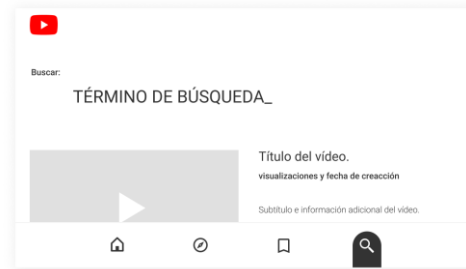 Buscar:
TÉRMINO DE BÚSQUEDA_
Título del vídeo.
visualizaciones y fecha de creacción
Subtítulo e información adicional del vídeo.